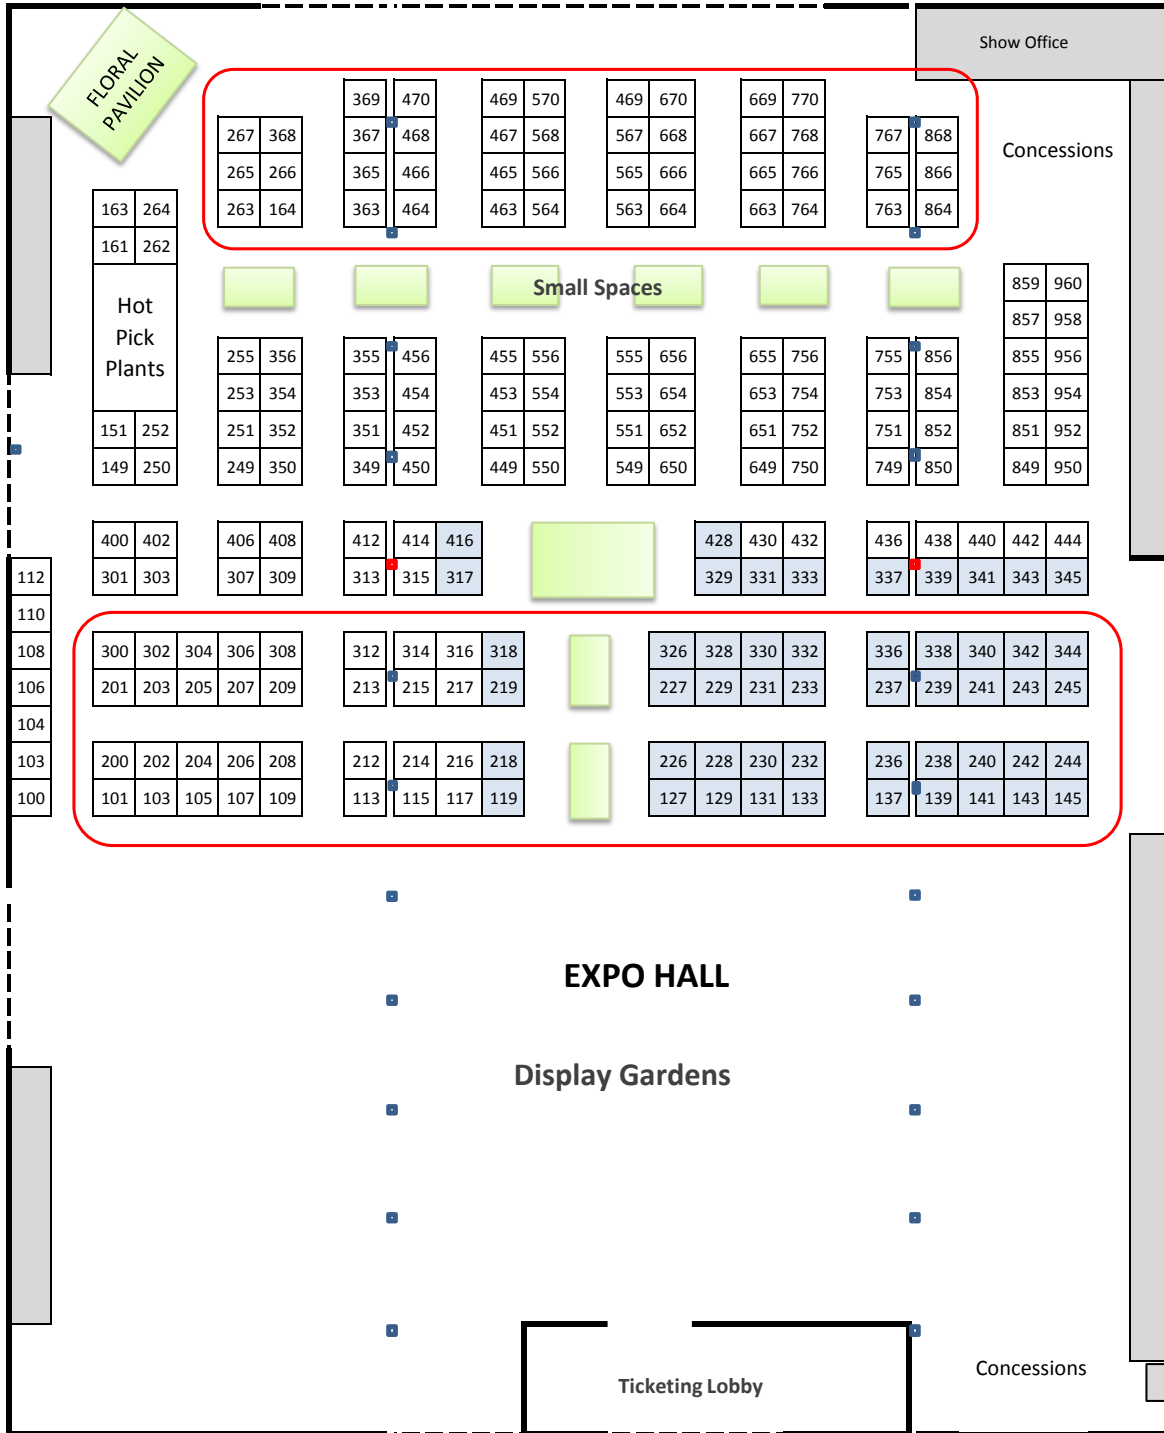 Show Office
FLORAL
PAVILION
369 470 469 570 469 670 669 770
267 368 367 468 467 568 567 668 667 768 767 868
Concessions
265 266 365 466 465 566 565 666 665 766 765 866
163 264 263 164 363 464 463 564 563 664 663 764 763 864
161 262
Small Spaces
859 960
Hot
Pick
Plants
857 958
255 356 355 456 455 556 555 656 655 756 755 856 855 956
253 354 353 454 453 554 553 654 653 754 753 854 853 954
151 252 251 352 351 452 451 552 551 652 651 752 751 852 851 952
149 250 249 350 349 450 449 550 549 650 649 750 749 850 849 950
400 402 406 408 412 414 416 428 430 432 436 438 440 442 444
112 301 303 307 309 313 315 317 329 331 333 337 339 341 343 345
110
108 300 302 304 306 308 312 314 316 318 326 328 330 332 336 338 340 342 344
106 201 203 205 207 209 213 215 217 219 227 229 231 233 237 239 241 243 245
104
103 200 202 204 206 208 212 214 216 218 226 228 230 232 236 238 240 242 244
100 101 103 105 107 109 113 115 117 119 127 129 131 133 137 139 141 143 145
EXPO HALL
Display Gardens
Concessions
Ticketing Lobby